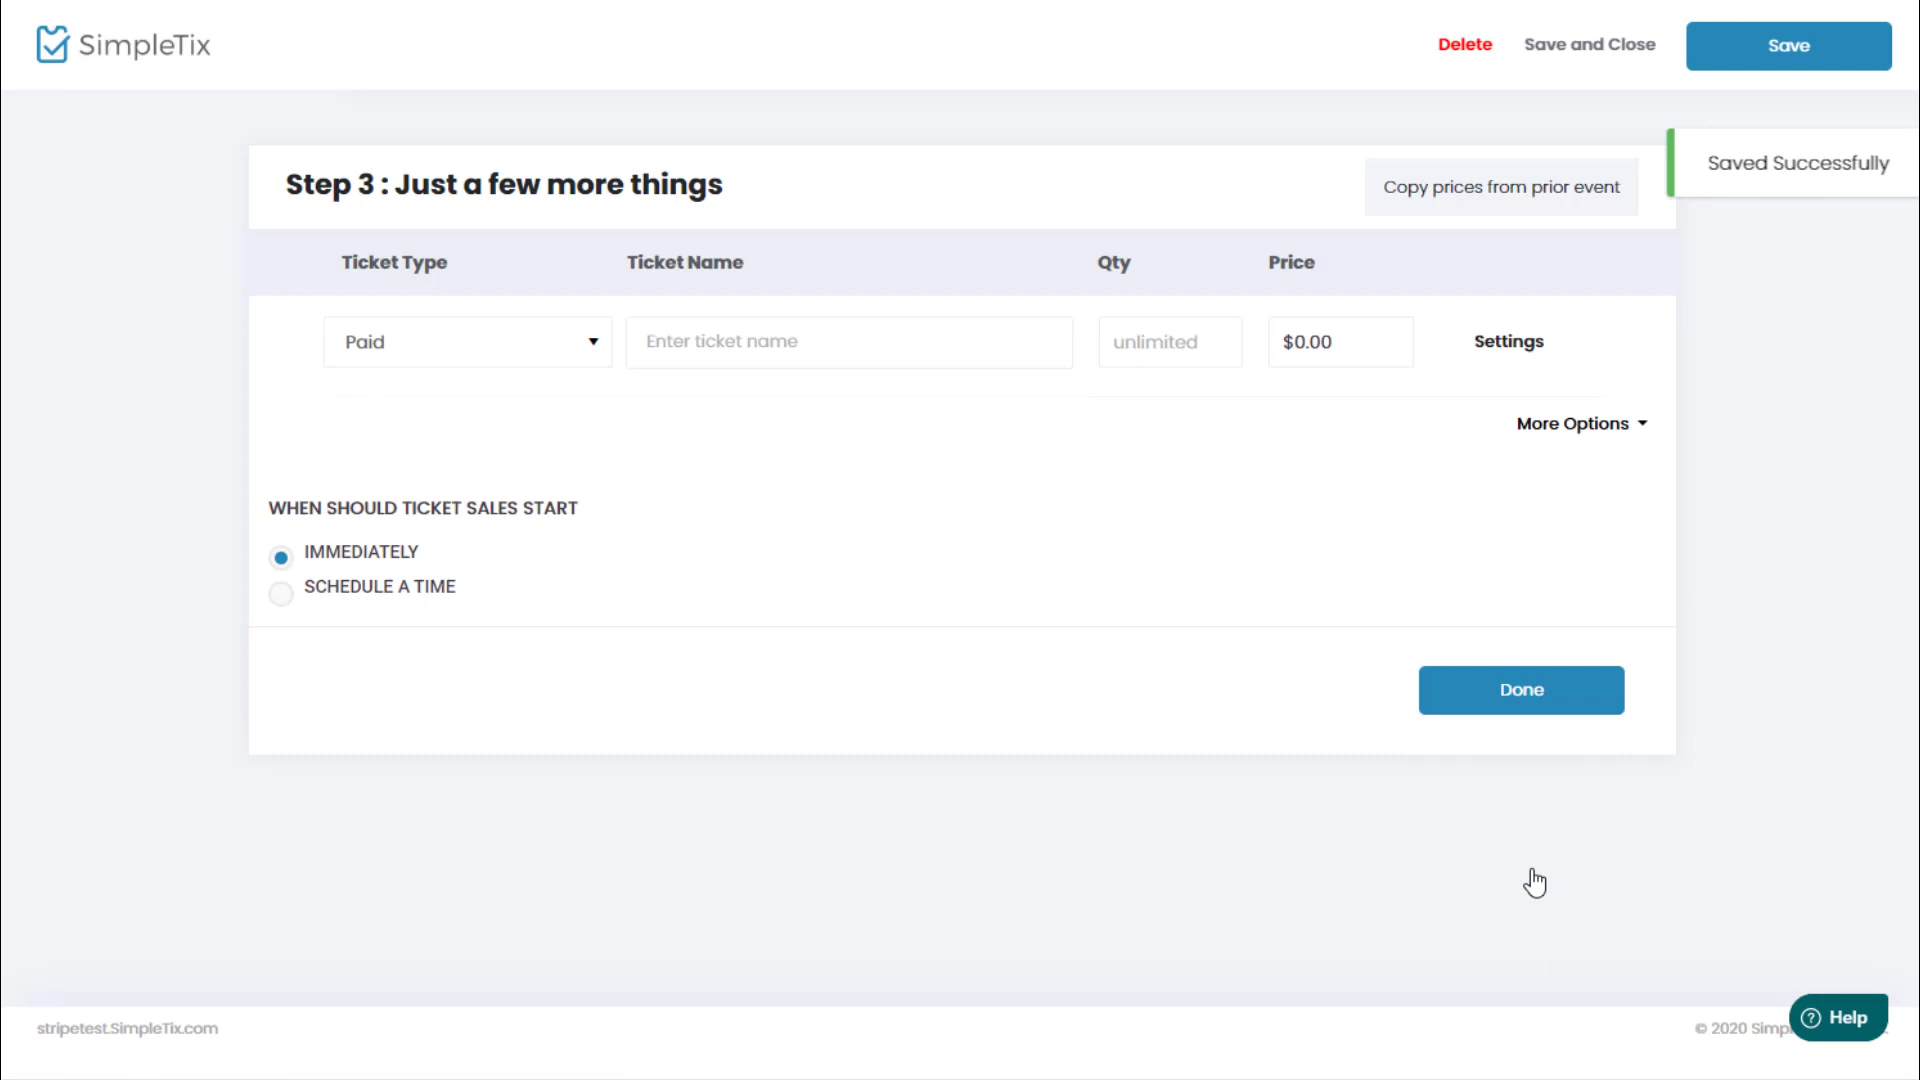 SimpleTix
Delete
Save and Close
Save
Saved Successfully
Step 3 : Just a few more things
Copy prices from prior event
Ticket Type
Ticket Name
Qty
Price
Paid
Enter ticket name
unlimited
$0.00
Settings
More Options
WHEN SHOULD TICKET SALES START
IMMEDIATELY
SCHEDULE A TIME
Done
stripetest.SimpleTix.com
© 2020
? Help